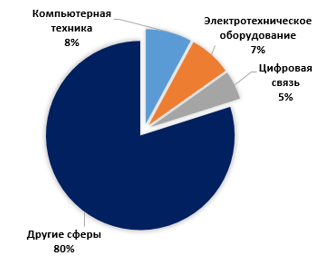 Компьютерная
техника
8%
Электротехническое
оборудование
7%
Цифровая
связь
5%
Другие сферы
80%